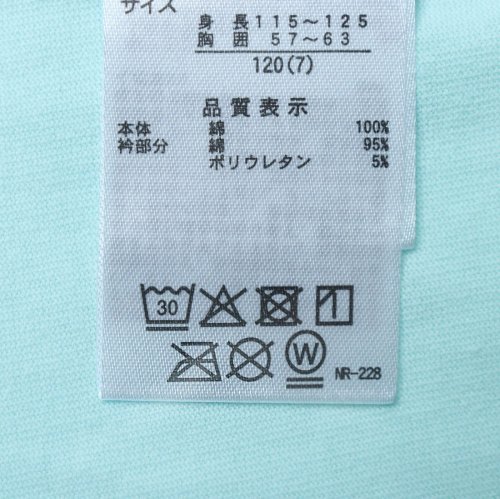 サイズ
身長115～125
胸囲 57～63
120(7)
品質表示
本体 綿 100%
衿部分 綿 95%
ポリウレタン 5%
30
W NR-228